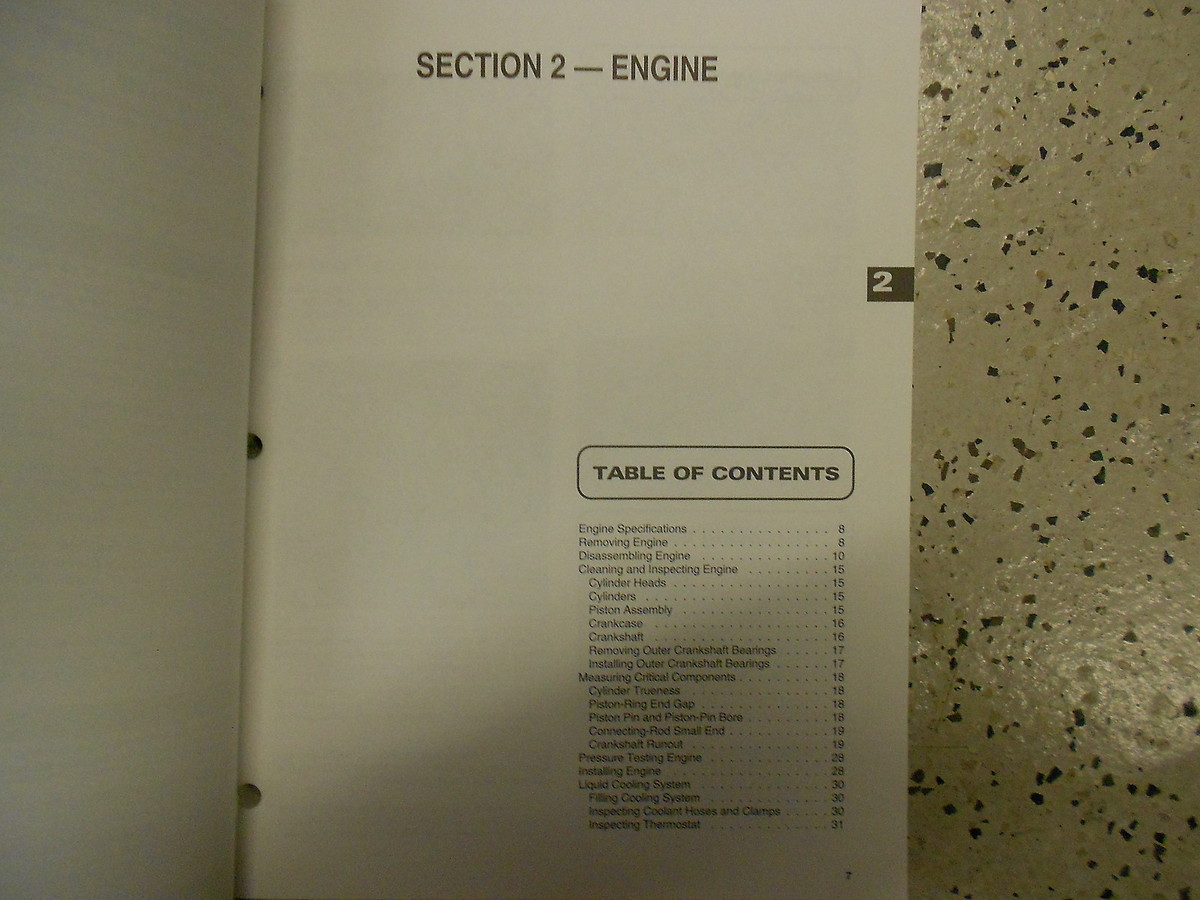 SECTION 2 — ENGINE
2
TABLE OF CONTENTS
Engine Specifications . . . . . . . . . . . . . . . 8
Removing Engine . . . . . . . . . . . . . . . . . 8
Disassembling Engine . . . . . . . . . . . . . . 10
Cleaning and Inspecting Engine . . . . . . . . 15
Cylinder Heads . . . . . . . . . . . . . . . . . 15
Cylinders . . . . . . . . . . . . . . . . . . . . 15
Piston Assembly . . . . . . . . . . . . . . . . 15
Crankcase . . . . . . . . . . . . . . . . . . . 16
Crankshaft . . . . . . . . . . . . . . . . . . . 16
Removing Outer Crankshaft Bearings . . . . . 17
Installing Outer Crankshaft Bearings . . . . . . 17
Measuring Critical Components . . . . . . . . . 18
Cylinder Trueness . . . . . . . . . . . . . . . 18
Piston-Ring End Gap . . . . . . . . . . . . . . 18
Piston Pin and Piston-Pin Bore . . . . . . . . 18
Connecting-Rod Small End . . . . . . . . . . . 19
Crankshaft Runout . . . . . . . . . . . . . . . 19
Pressure Testing Engine . . . . . . . . . . . . . 28
Installing Engine . . . . . . . . . . . . . . . . . 28
Liquid Cooling System . . . . . . . . . . . . . . 30
Filling Cooling System . . . . . . . . . . . . . 30
Inspecting Coolant Hoses and Clamps . . . . . 30
Inspecting Thermostat . . . . . . . . . . . . . 31
7